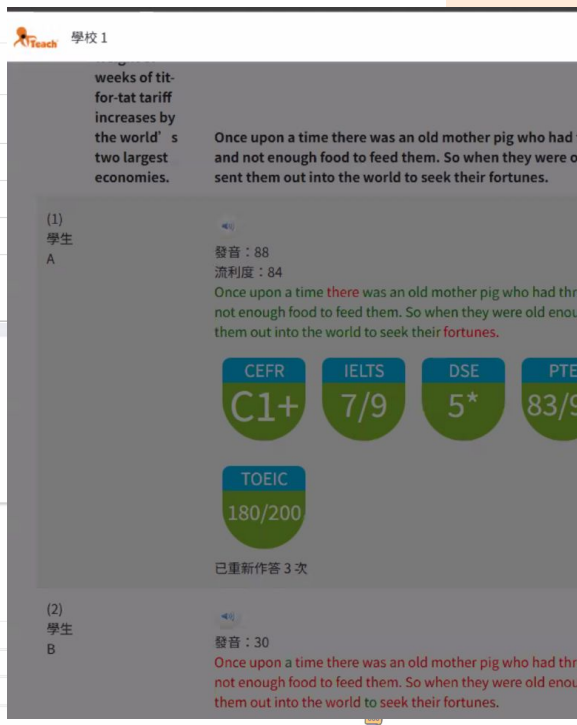 Teach 學校 1
weeks of tit-
for-tat tariff
increases by
the world's
two largest
economies.
Once upon a time there was an old mother pig who had
and not enough food to feed them. So when they were o
sent them out into the world to seek their fortunes.
(1)
學生
A
發音：88
流利度：84
Once upon a time there was an old mother pig who had thr
not enough food to feed them. So when they were old enou
them out into the world to seek their fortunes.
CEFR
C1+
IELTS
7/9
DSE
5*
PTE
83/9
TOEIC
180/200
已重新作答 3 次
(2)
學生
B
發音：30
Once upon a time there was an old mother pig who had thr
not enough food to feed them. So when they were old enou
them out into the world to seek their fortunes.